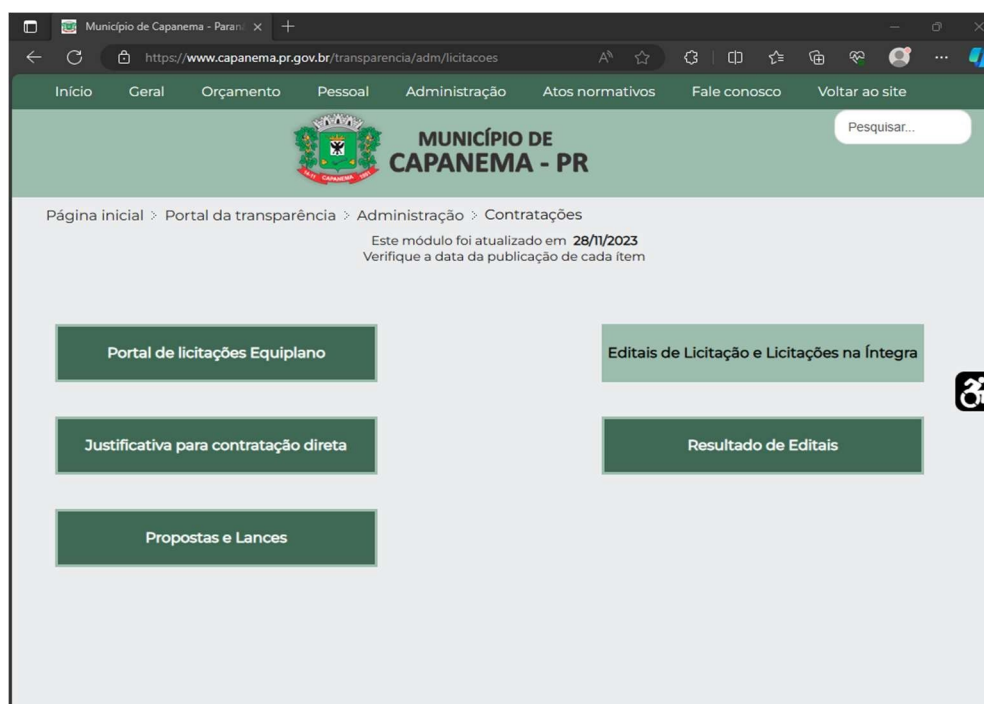 Município de Capanema - Paran
https://www.capanema.pr.gov.br/transparencia/adm/licitacoes
Início Geral Orçamento Pessoal Administração Atos normativos Fale conosco Voltar ao site
MUNICÍPIO DE
CAPANEMA - PR
Pesquisar...
CAPANEMA
Página inicial > Portal da transparência > Administração > Contratações
Este módulo foi atualizado em 28/11/2023
Verifique a data da publicação de cada ítem
Portal de licitações Equiplano
Editais de Licitação e Licitações na Íntegra
Justificativa para contratação direta
Resultado de Editais
Propostas e Lances